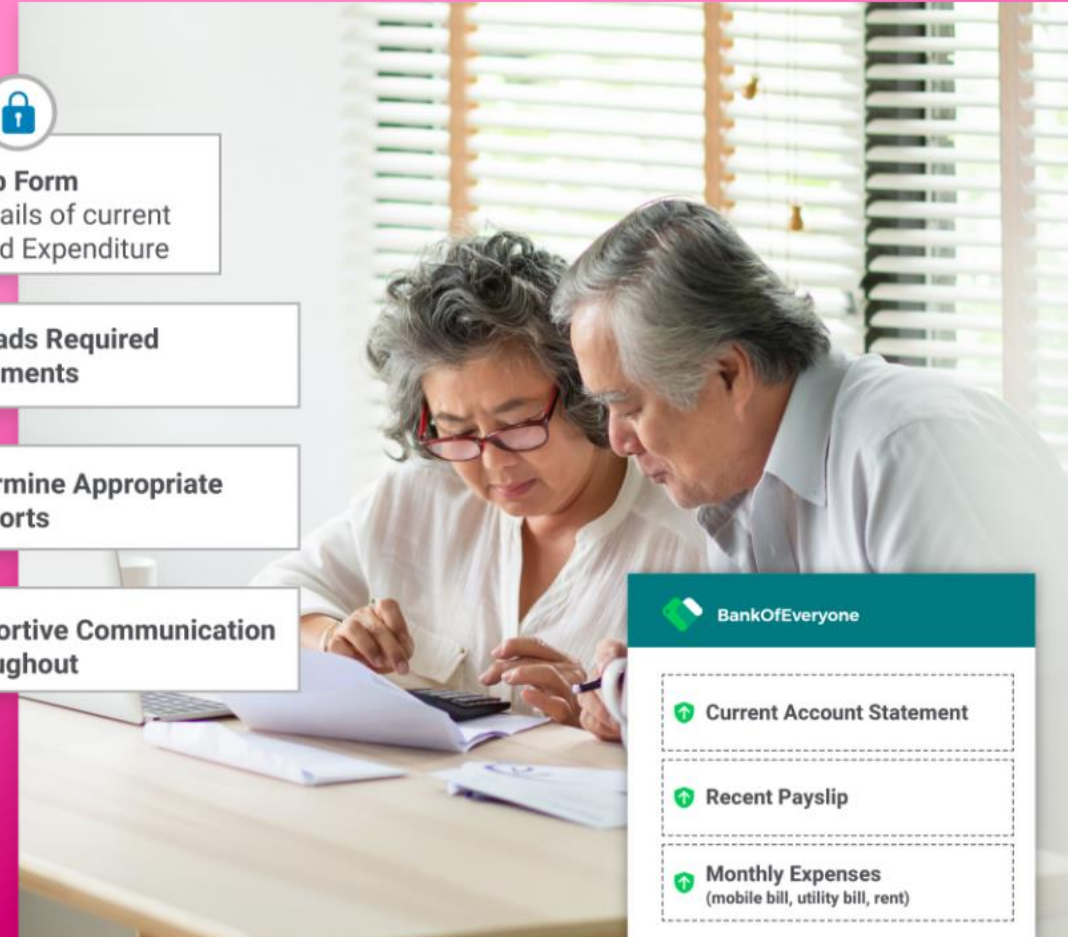 p Form
ails of current
d Expenditure
ads Required
ments
rmine Appropriate
orts
ortive Communication
ughout
BankOfEveryone
Current Account Statement
Recent Payslip
Monthly Expenses
(mobile bill, utility bill, rent)